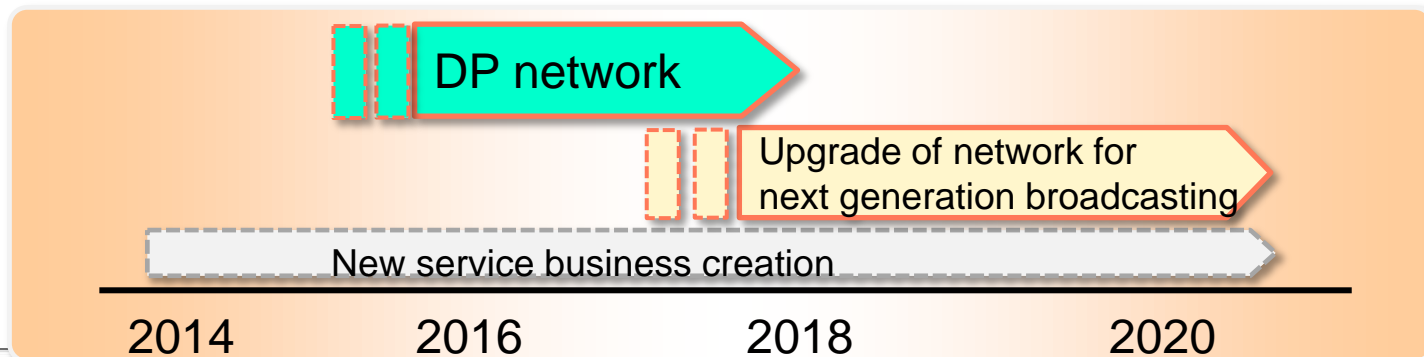 DP network
Upgrade of network for
next generation broadcasting
New service business creation
2014 2016 2018 2020